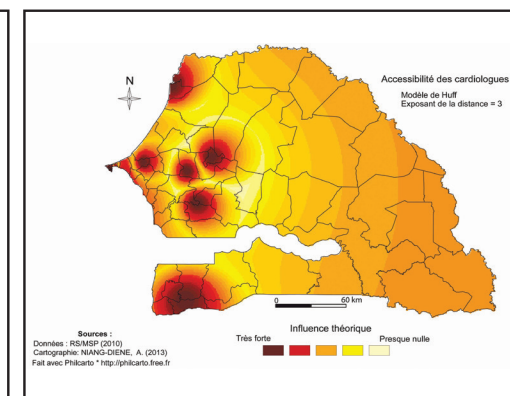 N
Accessibilité des cardiologues
Modèle de Huff
Exposant de la distance = 3
60 km
Influence théorique
Très forte
Presque nulle
Sources :
Données : RS/MSP (2010)
Cartographie: NIANG-DIENE, A. (2013)
Fait avec Philcarto * http://philcarto.free.fr